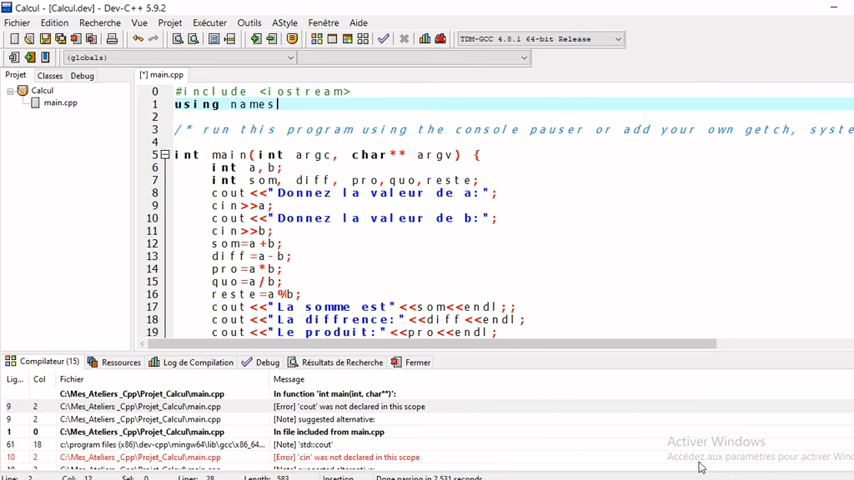 Calcul - [Calcul.dev] - Dev-C++ 5.9.2
Fichier Edition Recherche Vue Projet Exécuter Outils AStyle Fenêtre Aide
TDM-GCC 4.8.1 64-bit Release
(globals)
Projet Classes Debug [*] main.cpp
Calcul
main.cpp
0 #include <iostream>
1 using names
2
3 /* run this program using the console pauser or add your own getch, syste
4
5 int main(int argc, char** argv) {
6 int a,b;
7 int som, diff, pro,quo,reste;
8 cout <<"Donnez la valeur de a:";
9 cin>>a;
10 cout <<"Donnez la valeur de b:";
11 cin>>b;
12 som=a+b;
13 diff=a-b;
14 pro=a*b;
15 quo=a/b;
16 reste=a%b;
17 cout <<"La somme est"<<som<<endl;;
18 cout <<"La diffrence:"<<diff<<endl;
19 cout <<"Le produit:"<<pro<<endl;
Compilateur (15) Ressources Log de Compilation Debug Résultats de Recherche Fermer
Lig... Col Fichier Message
C:\Mes_Ateliers_Cpp\Projet_Calcul\main.cpp In function 'int main(int, char**)':
9 2 C:\Mes_Ateliers_Cpp\Projet_Calcul\main.cpp [Error] 'cout' was not declared in this scope
9 2 C:\Mes_Ateliers_Cpp\Projet_Calcul\main.cpp [Note] suggested alternative:
1 0 C:\Mes_Ateliers_Cpp\Projet_Calcul\main.cpp In file included from main.cpp
61 18 c:\program files (x86)\dev-cpp\mingw64\lib\gcc\x86_64... [Note] 'std::cout'
10 2 C:\Mes_Ateliers_Cpp\Projet_Calcul\main.cpp [Error] 'cin' was not declared in this scope
Activer Windows
Accédez aux paramètres pour activer Winc